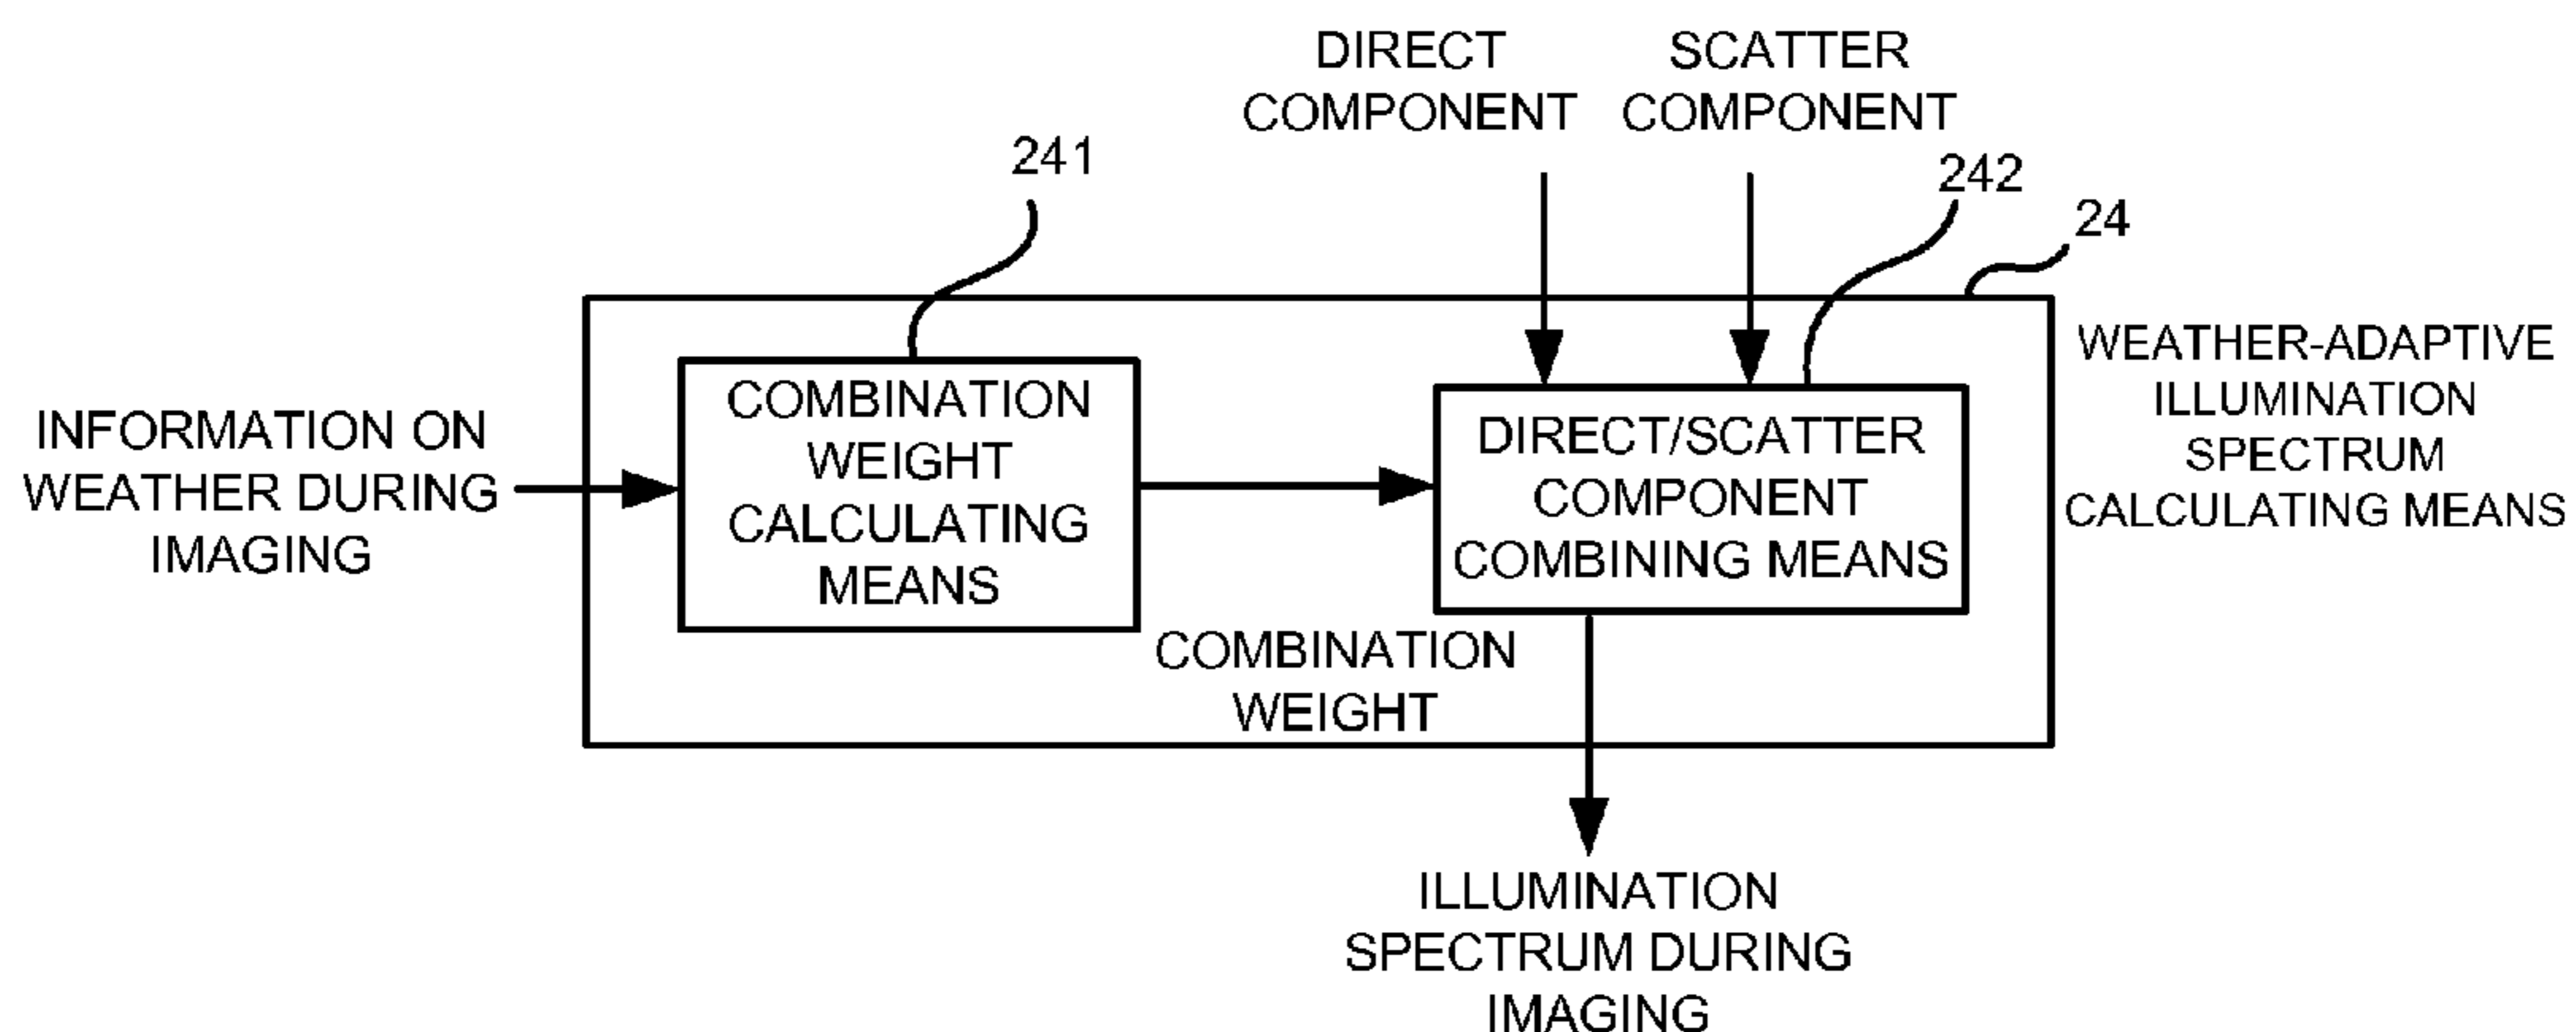 DIRECT
COMPONENT
SCATTER
COMPONENT
241
242
24
INFORMATION ON
WEATHER DURING
IMAGING
COMBINATION
WEIGHT
CALCULATING
MEANS
DIRECT/SCATTER
COMPONENT
COMBINING MEANS
WEATHER-ADAPTIVE
ILLUMINATION
SPECTRUM
CALCULATING MEANS
COMBINATION
WEIGHT
ILLUMINATION
SPECTRUM DURING
IMAGING